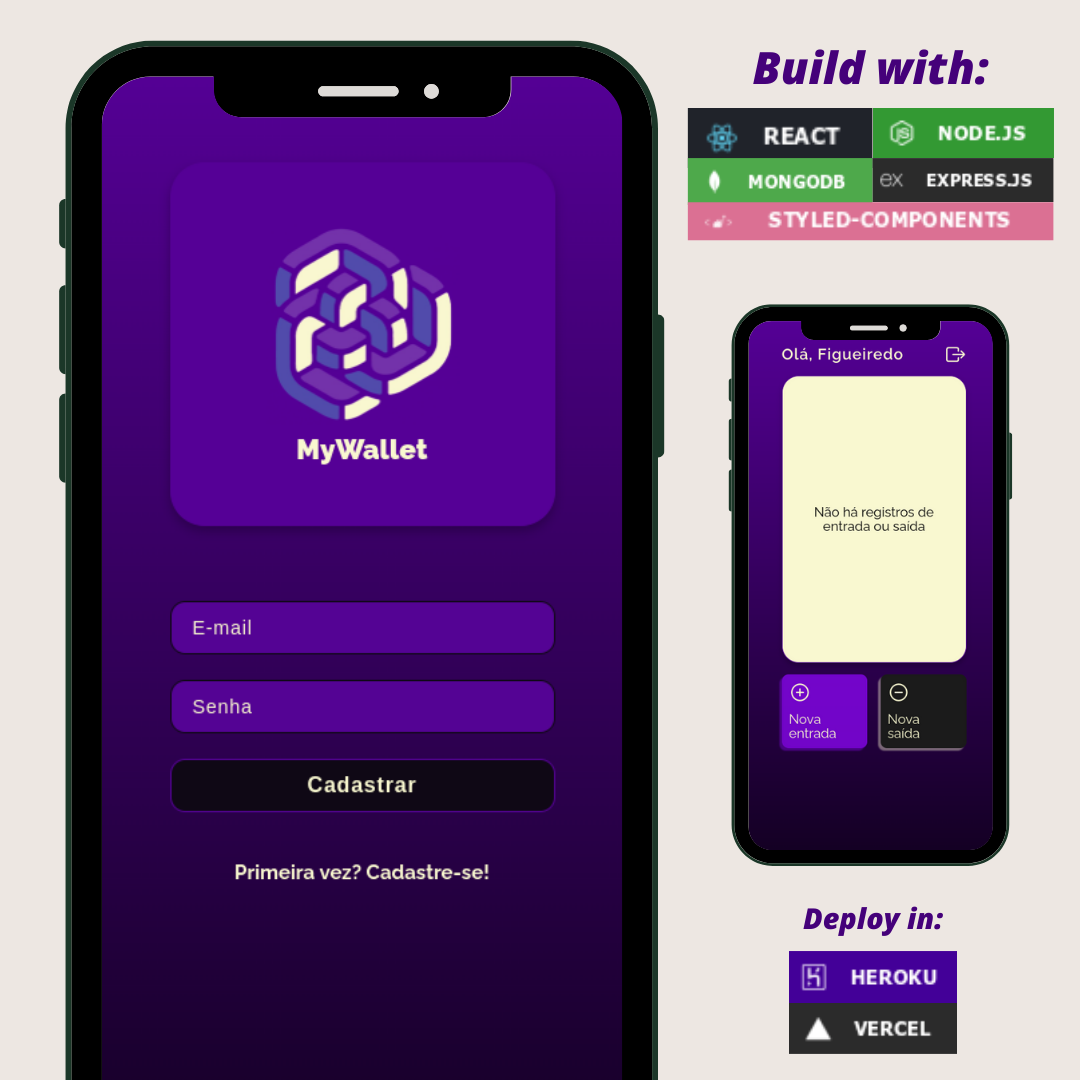 Build with:
REACT
NODE.JS
MONGODB
ex
EXPRESS.JS
STYLED-COMPONENTS
MyWallet
E-mail
Senha
Cadastrar
Primeira vez? Cadastre-se!
Olá, Figueiredo
Não há registros de
entrada ou saída
Nova
entrada
Nova
saída
Deploy in:
HEROKU
VERCEL